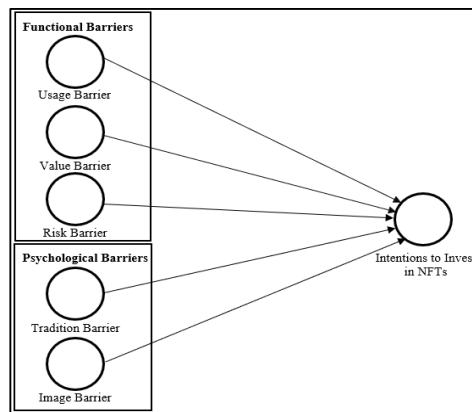 Functional Barriers
Usage Barrier
Value Barrier
Risk Barrier
Psychological Barriers
Tradition Barrier
Image Barrier
Intentions to Inves
in NFTs